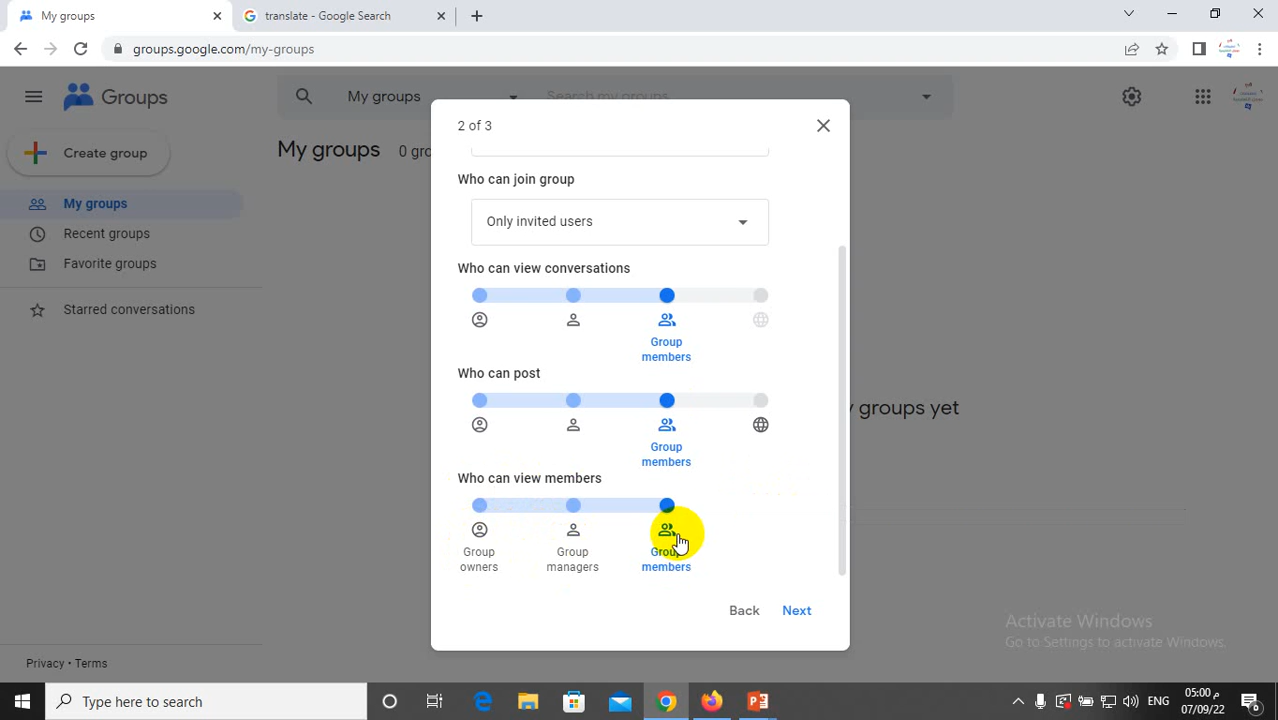 My groups
translate - Google Search
groups.google.com/my-groups
Groups
My groups
Search my groups
Create group
My groups
0 gro
2 of 3
My groups
Recent groups
Favorite groups
Starred conversations
Who can join group
Only invited users
Who can view conversations
Group
members
Who can post
Group
members
y groups yet
Who can view members
Group
owners
Group
managers
Group
members
Back
Next
Activate Windows
Go to Settings to activate Windows.
Privacy • Terms
Type here to search
ENG
05:00 م
07/09/22